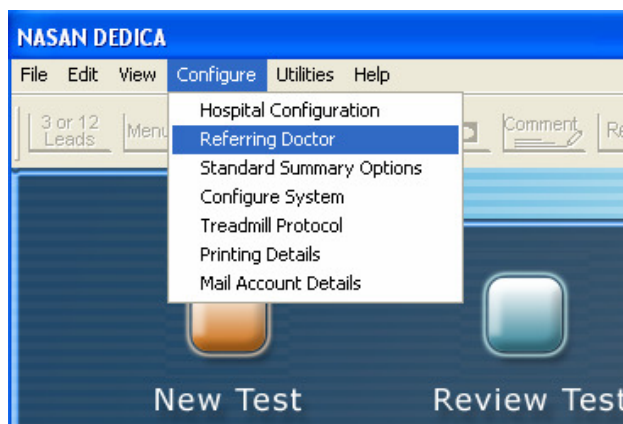 NASAN DEDICA
File Edit View Configure Utilities Help
3 or 12
Leads
Menu
Comment
Hospital Configuration
Referring Doctor
Standard Summary Options
Configure System
Treadmill Protocol
Printing Details
Mail Account Details
New Test
Review Test